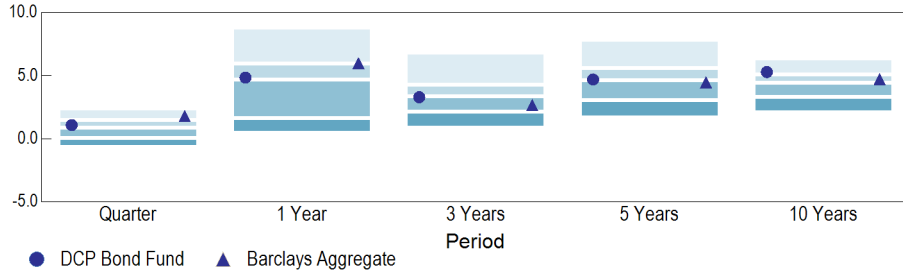 10.0
5.0
0.0
-5.0
Quarter 1 Year 3 Years 5 Years 10 Years
Period
DCP Bond Fund Barclays Aggregate